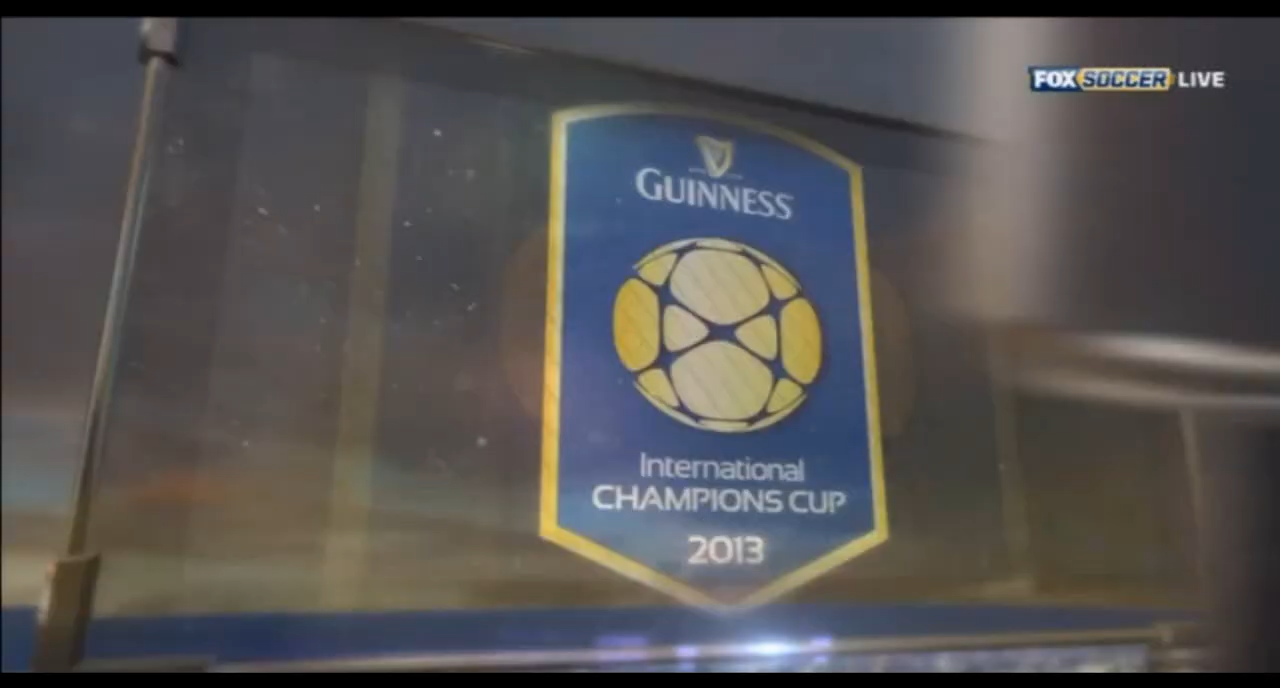 FOX SOCCER LIVE
GUINNESS
International
CHAMPIONS CUP
2013